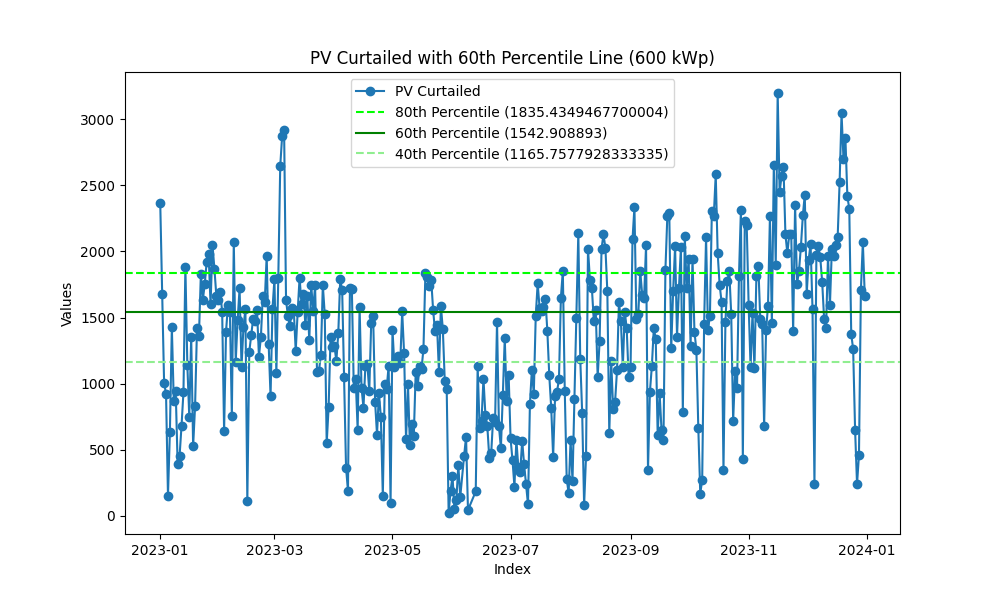 PV Curtailed with 60th Percentile Line (600 kWp)
PV Curtailed
80th Percentile (1835.4349467700004)
60th Percentile (1542.908893)
40th Percentile (1165.7577928333335)
Values
3000
2500
2000
1500
1000
500
0
2023-01
2023-03
2023-05
2023-07
2023-09
2023-11
2024-01
Index